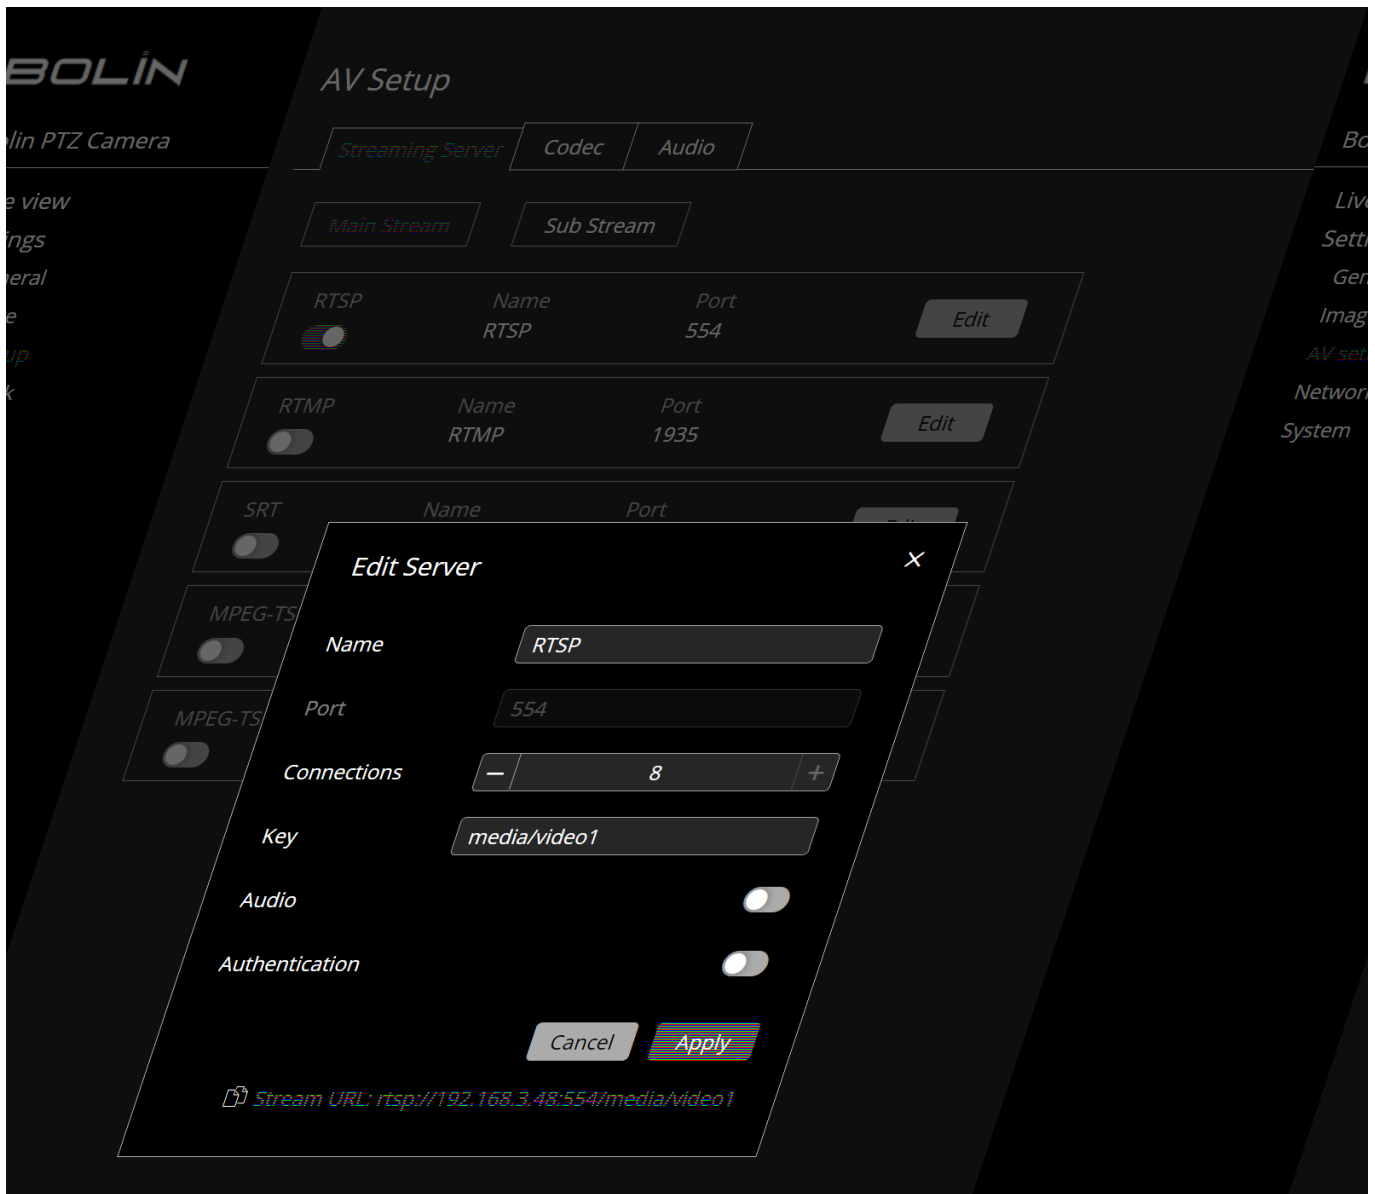 BOLIN
AV Setup
lin PTZ Camera
Bo
Streaming Server
Codec
Audio
e view
ings
neral
e
up
k
Live
Setti
Gen
Imag
AV set
Networ
System
Main Stream
Sub Stream
RTSP
Name
Port
RTSP
554
Edit
RTMP
Name
Port
RTMP
1935
Edit
SRT
Name
Port
MPEG-TS
MPEG-TS
Edit Server
Name
RTSP
Port
554
Connections
8
Key
media/video1
Audio
Authentication
Cancel
Apply
Stream URL: rtsp://192.168.3.48:554/media/video1